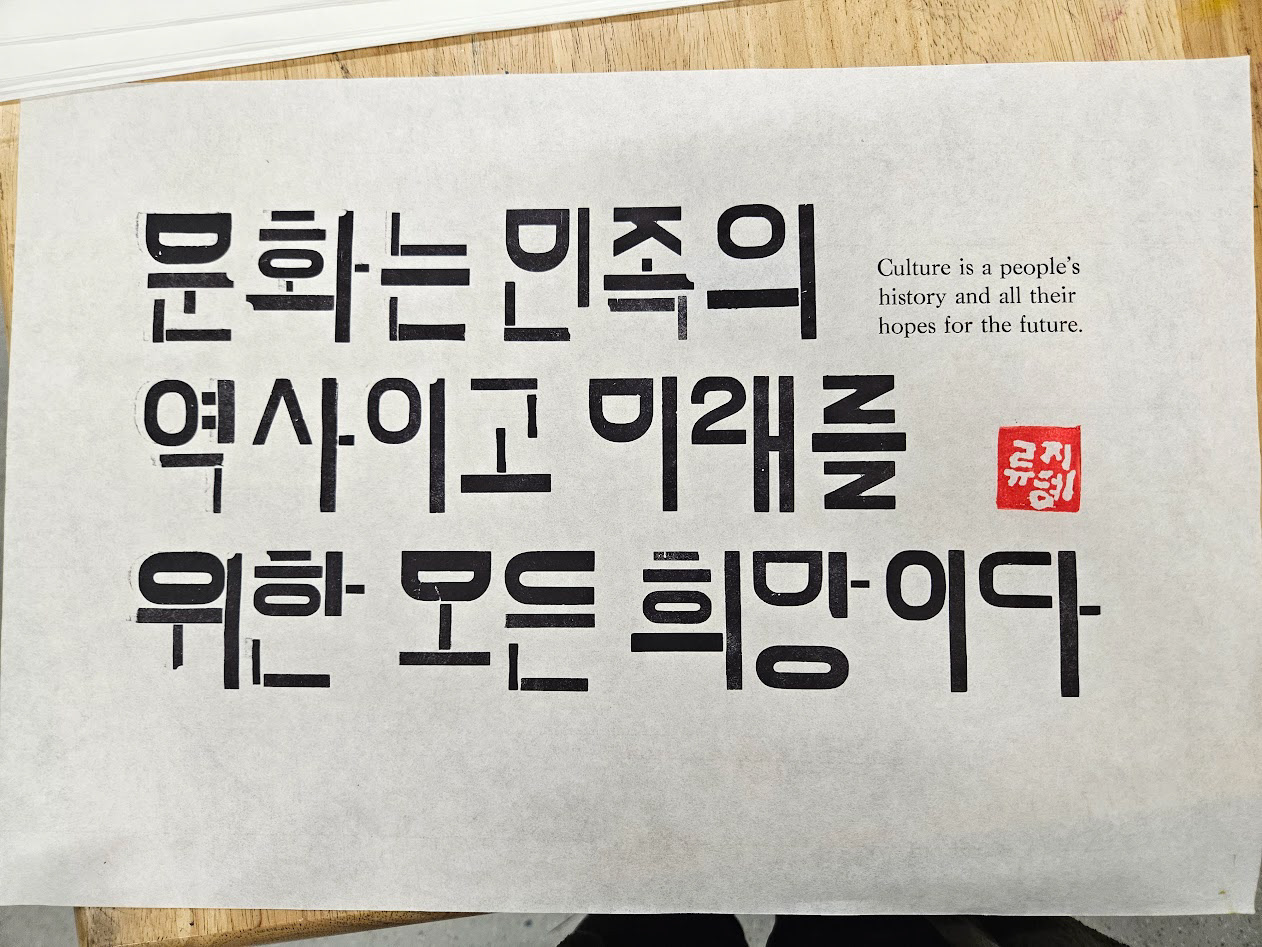 문화는 민족의
역사이고 미래를
위한 모든 희망이다
Culture is a people’s
history and all their
hopes for the future.